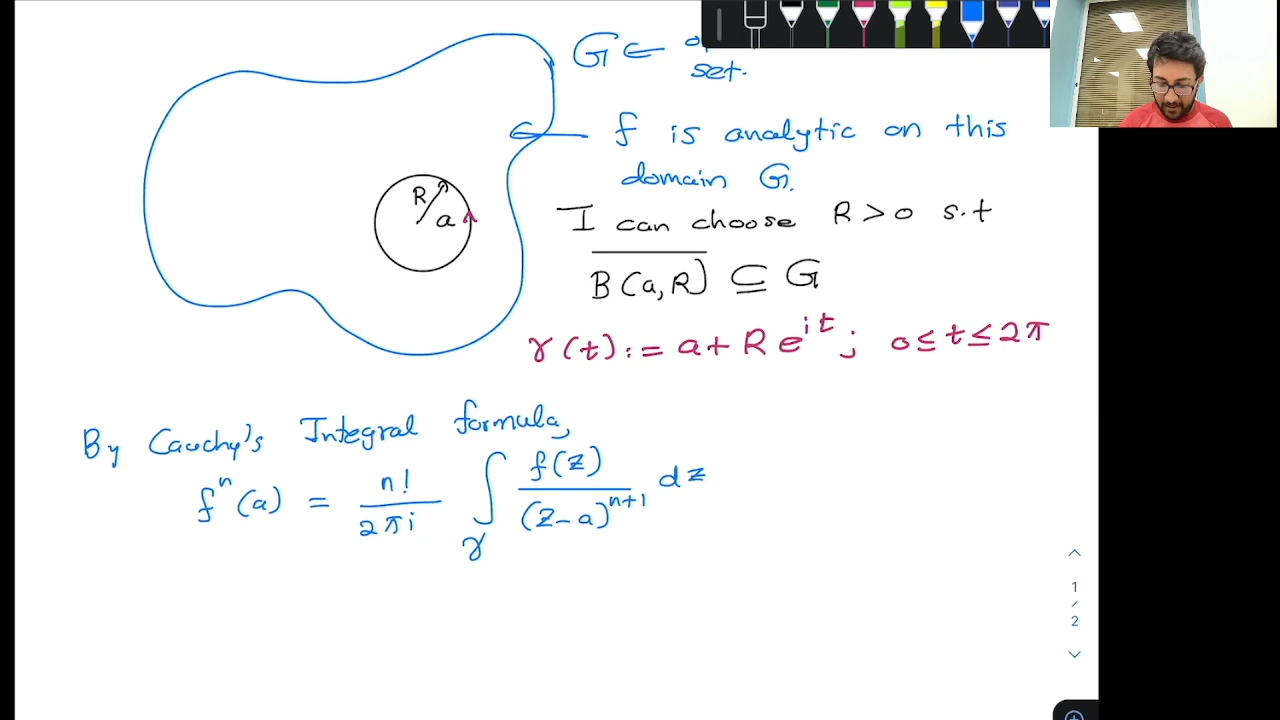 G ←
set.
f is analytic on this
domain G.
R
a
I can choose R > 0 s.t
B(a,R) ⊆ G
γ(t) := a + R e^{it} ; 0 ≤ t ≤ 2π
By Cauchy's Integral formula,
f^n(a) = n!/2πi ∫_γ f(z)/(z-a)^{n+1} dz
1
/
2